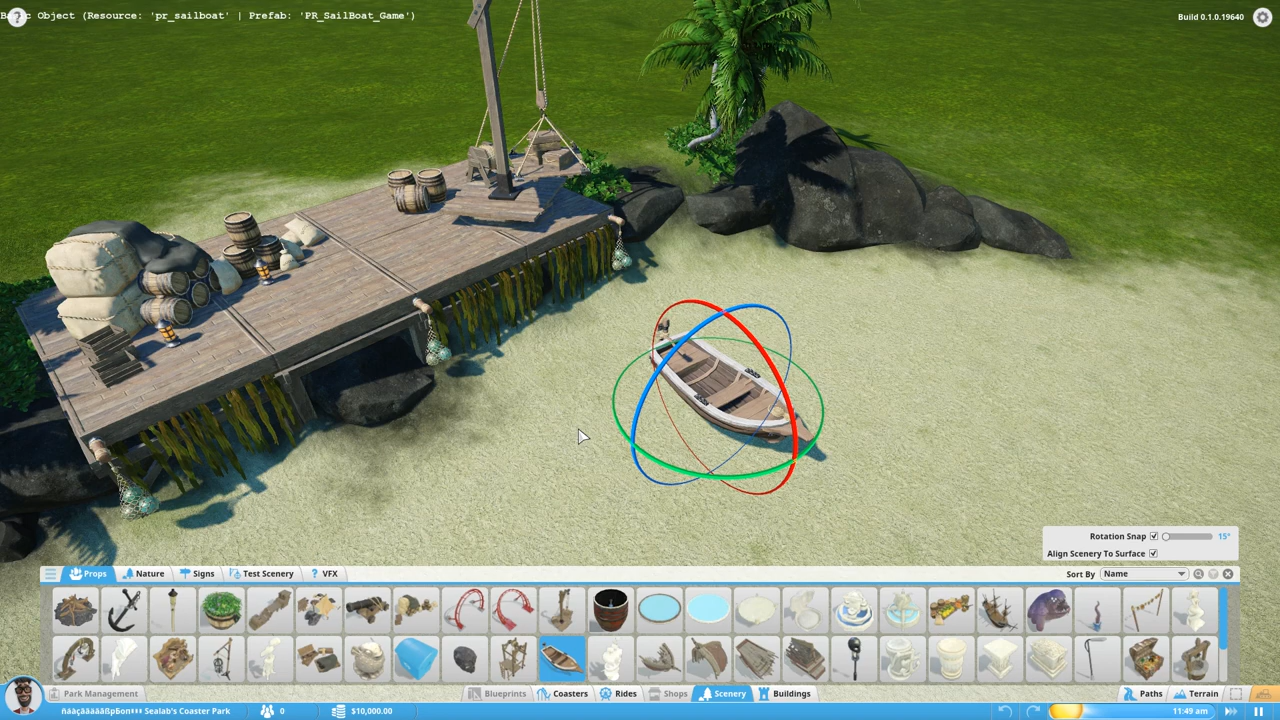 Object (Resource: 'pr_sailboat' | Prefab: 'PR_SailBoat_Game')
Build 0.1.0.19640
Rotation Snap 15°
Align Scenery To Surface
Props Nature Signs Test Scenery ? VFX Sort By Name
Park Management Blueprints Coasters Rides Shops Scenery Buildings Paths Terrain
Sealab's Coaster Park 0 $10,000.00 11:49 am